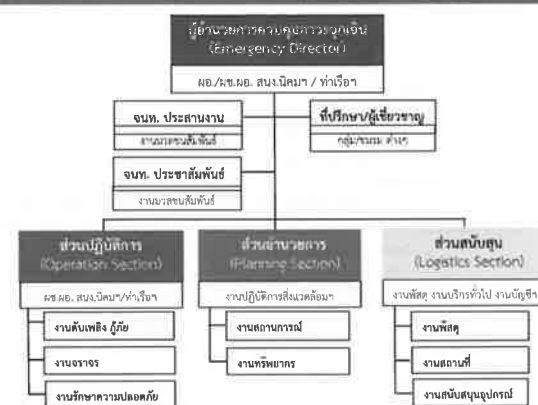 ผู้อำนวยการควบคุมภาวะฉุกเฉิน
(Emergency Director)
ผอ./ผช.ผอ. สนง.นิคมฯ / ท่าเรือฯ
จนท. ประสานงาน
งานมวลชนสัมพันธ์
ที่ปรึกษา/ผู้เชี่ยวชาญ
กลุ่ม/ชมรม ต่างๆ
จนท. ประชาสัมพันธ์
งานมวลชนสัมพันธ์
ส่วนปฏิบัติการ
(Operation Section)
ผช.ผอ. สนง.นิคมฯ/ท่าเรือฯ
งานดับเพลิง กู้ภัย
งานจราจร
งานรักษาความปลอดภัย
ส่วนอำนวยการ
(Planning Section)
งานปฏิบัติการสิ่งแวดล้อมฯ
งานสถานการณ์
งานทรัพยากร
ส่วนสนับสนุน
(Logistics Section)
งานพัสดุ งานบริการทั่วไป งานบัญชีฯ
งานพัสดุ
งานสถานที่
งานสนับสนุนอุปกรณ์